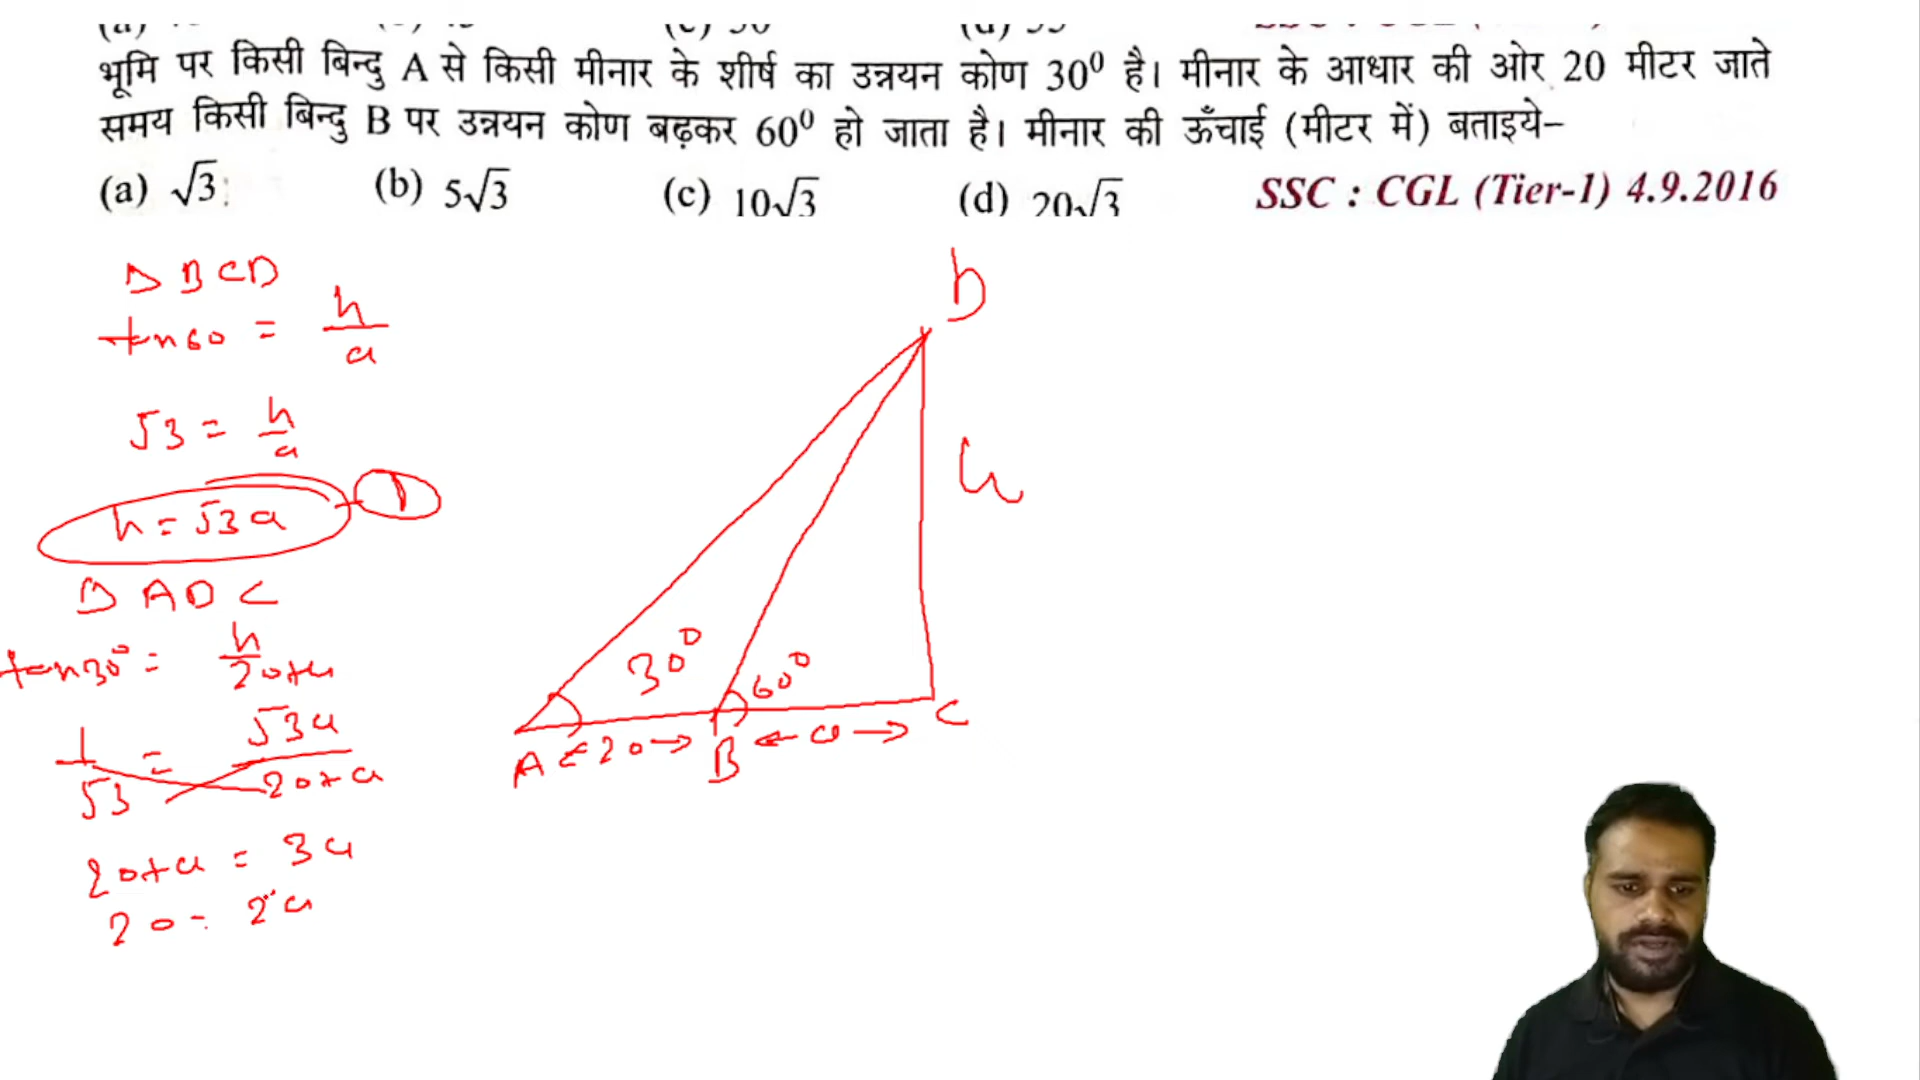 भूमि पर किसी बिन्दु A से किसी मीनार के शीर्ष का उन्नयन कोण 30⁰ है। मीनार के आधार की ओर 20 मीटर जाते
समय किसी बिन्दु B पर उन्नयन कोण बढ़कर 60⁰ हो जाता है। मीनार की ऊँचाई (मीटर में) बताइये–
(a) √3 (b) 5√3 (c) 10√3 (d) 20√3 SSC : CGL (Tier-1) 4.9.2016
Δ BCD
tan60 = h/a
√3 = h/a
h = √3a 1
Δ ADC
tan30° = h/20+a
1/√3 = √3a/20+a
20+a = 3a
20 = 2a
D
h
30° 60°
A ←20→ B ←a→ C